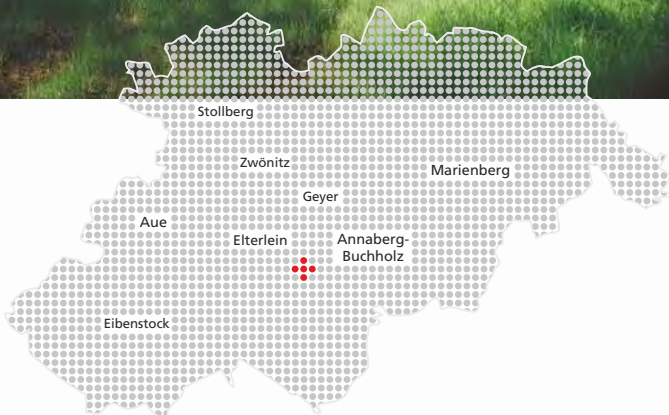 Stollberg
Zwönitz
Marienberg
Geyer
Aue
Elterlein
Annaberg-
Buchholz
Eibenstock